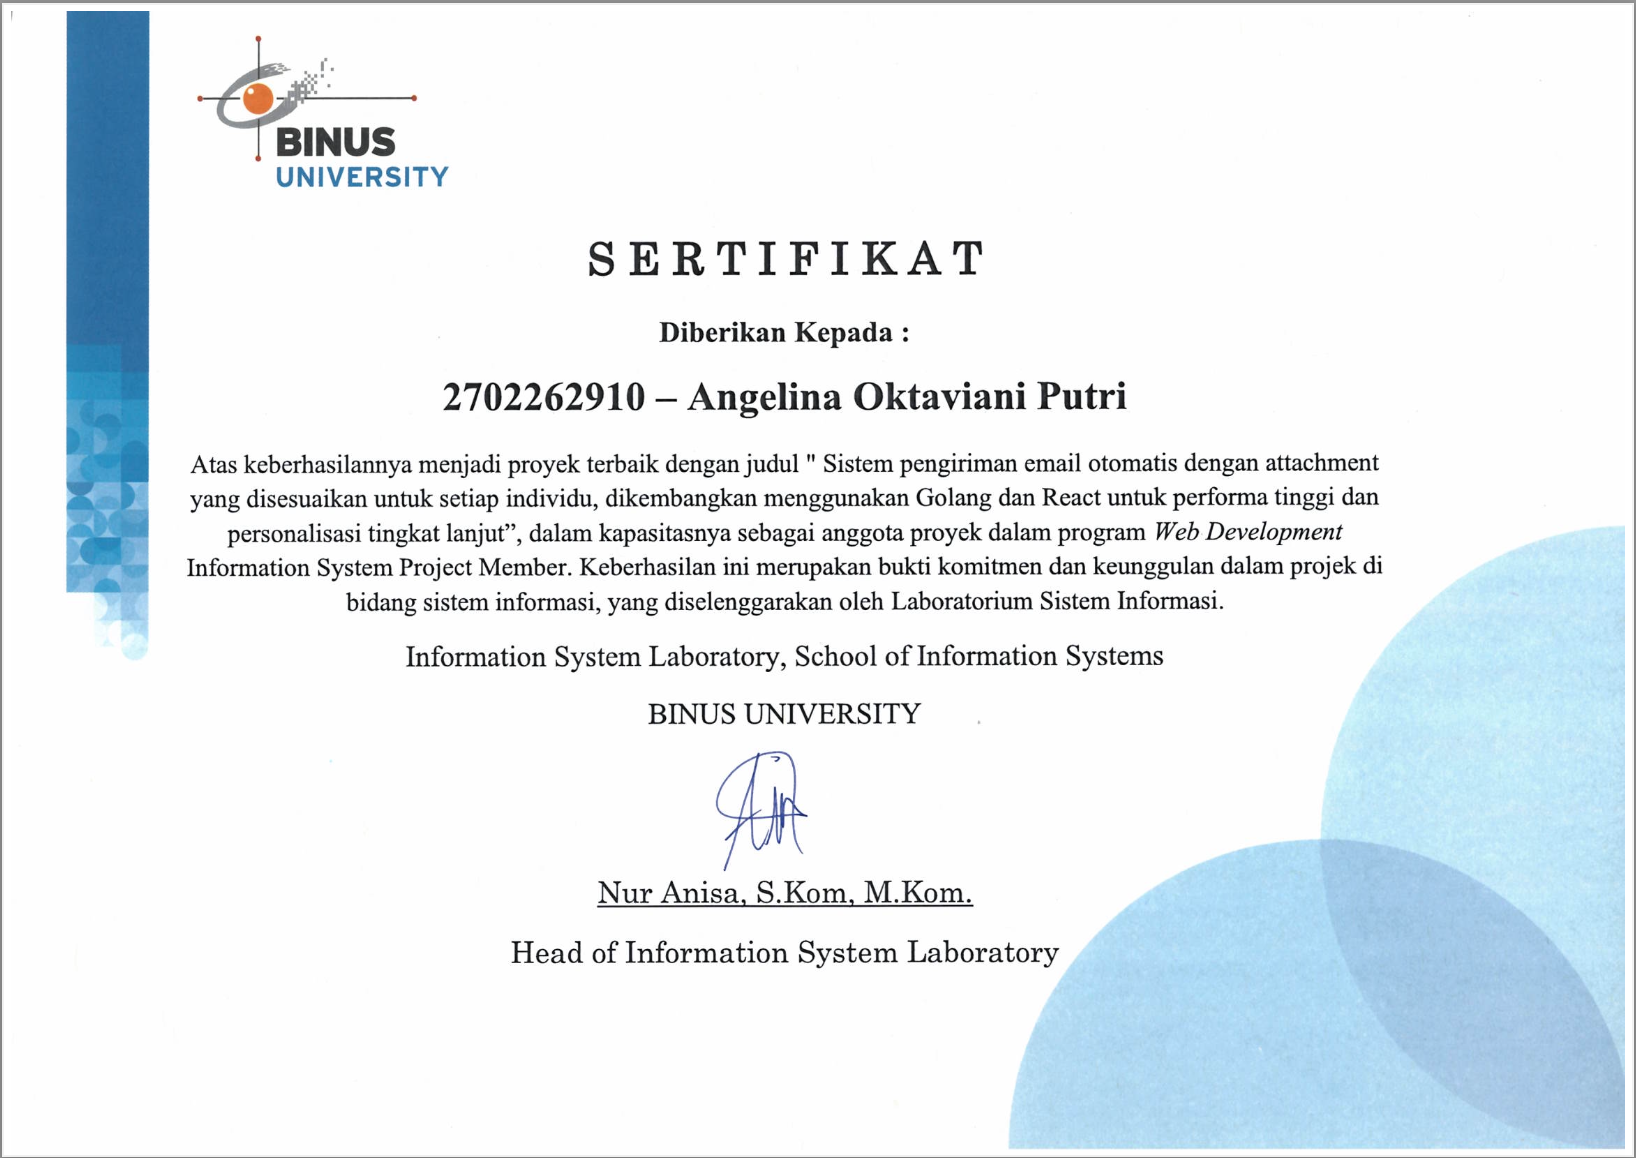 BINUS
UNIVERSITY
SERTIFIKAT
Diberikan Kepada :
2702262910 – Angelina Oktaviani Putri
Atas keberhasilannya menjadi proyek terbaik dengan judul " Sistem pengiriman email otomatis dengan attachment
yang disesuaikan untuk setiap individu, dikembangkan menggunakan Golang dan React untuk performa tinggi dan
personalisasi tingkat lanjut”, dalam kapasitasnya sebagai anggota proyek dalam program Web Development
Information System Project Member. Keberhasilan ini merupakan bukti komitmen dan keunggulan dalam projek di
bidang sistem informasi, yang diselenggarakan oleh Laboratorium Sistem Informasi.
Information System Laboratory, School of Information Systems
BINUS UNIVERSITY
Nur Anisa, S.Kom, M.Kom.
Head of Information System Laboratory